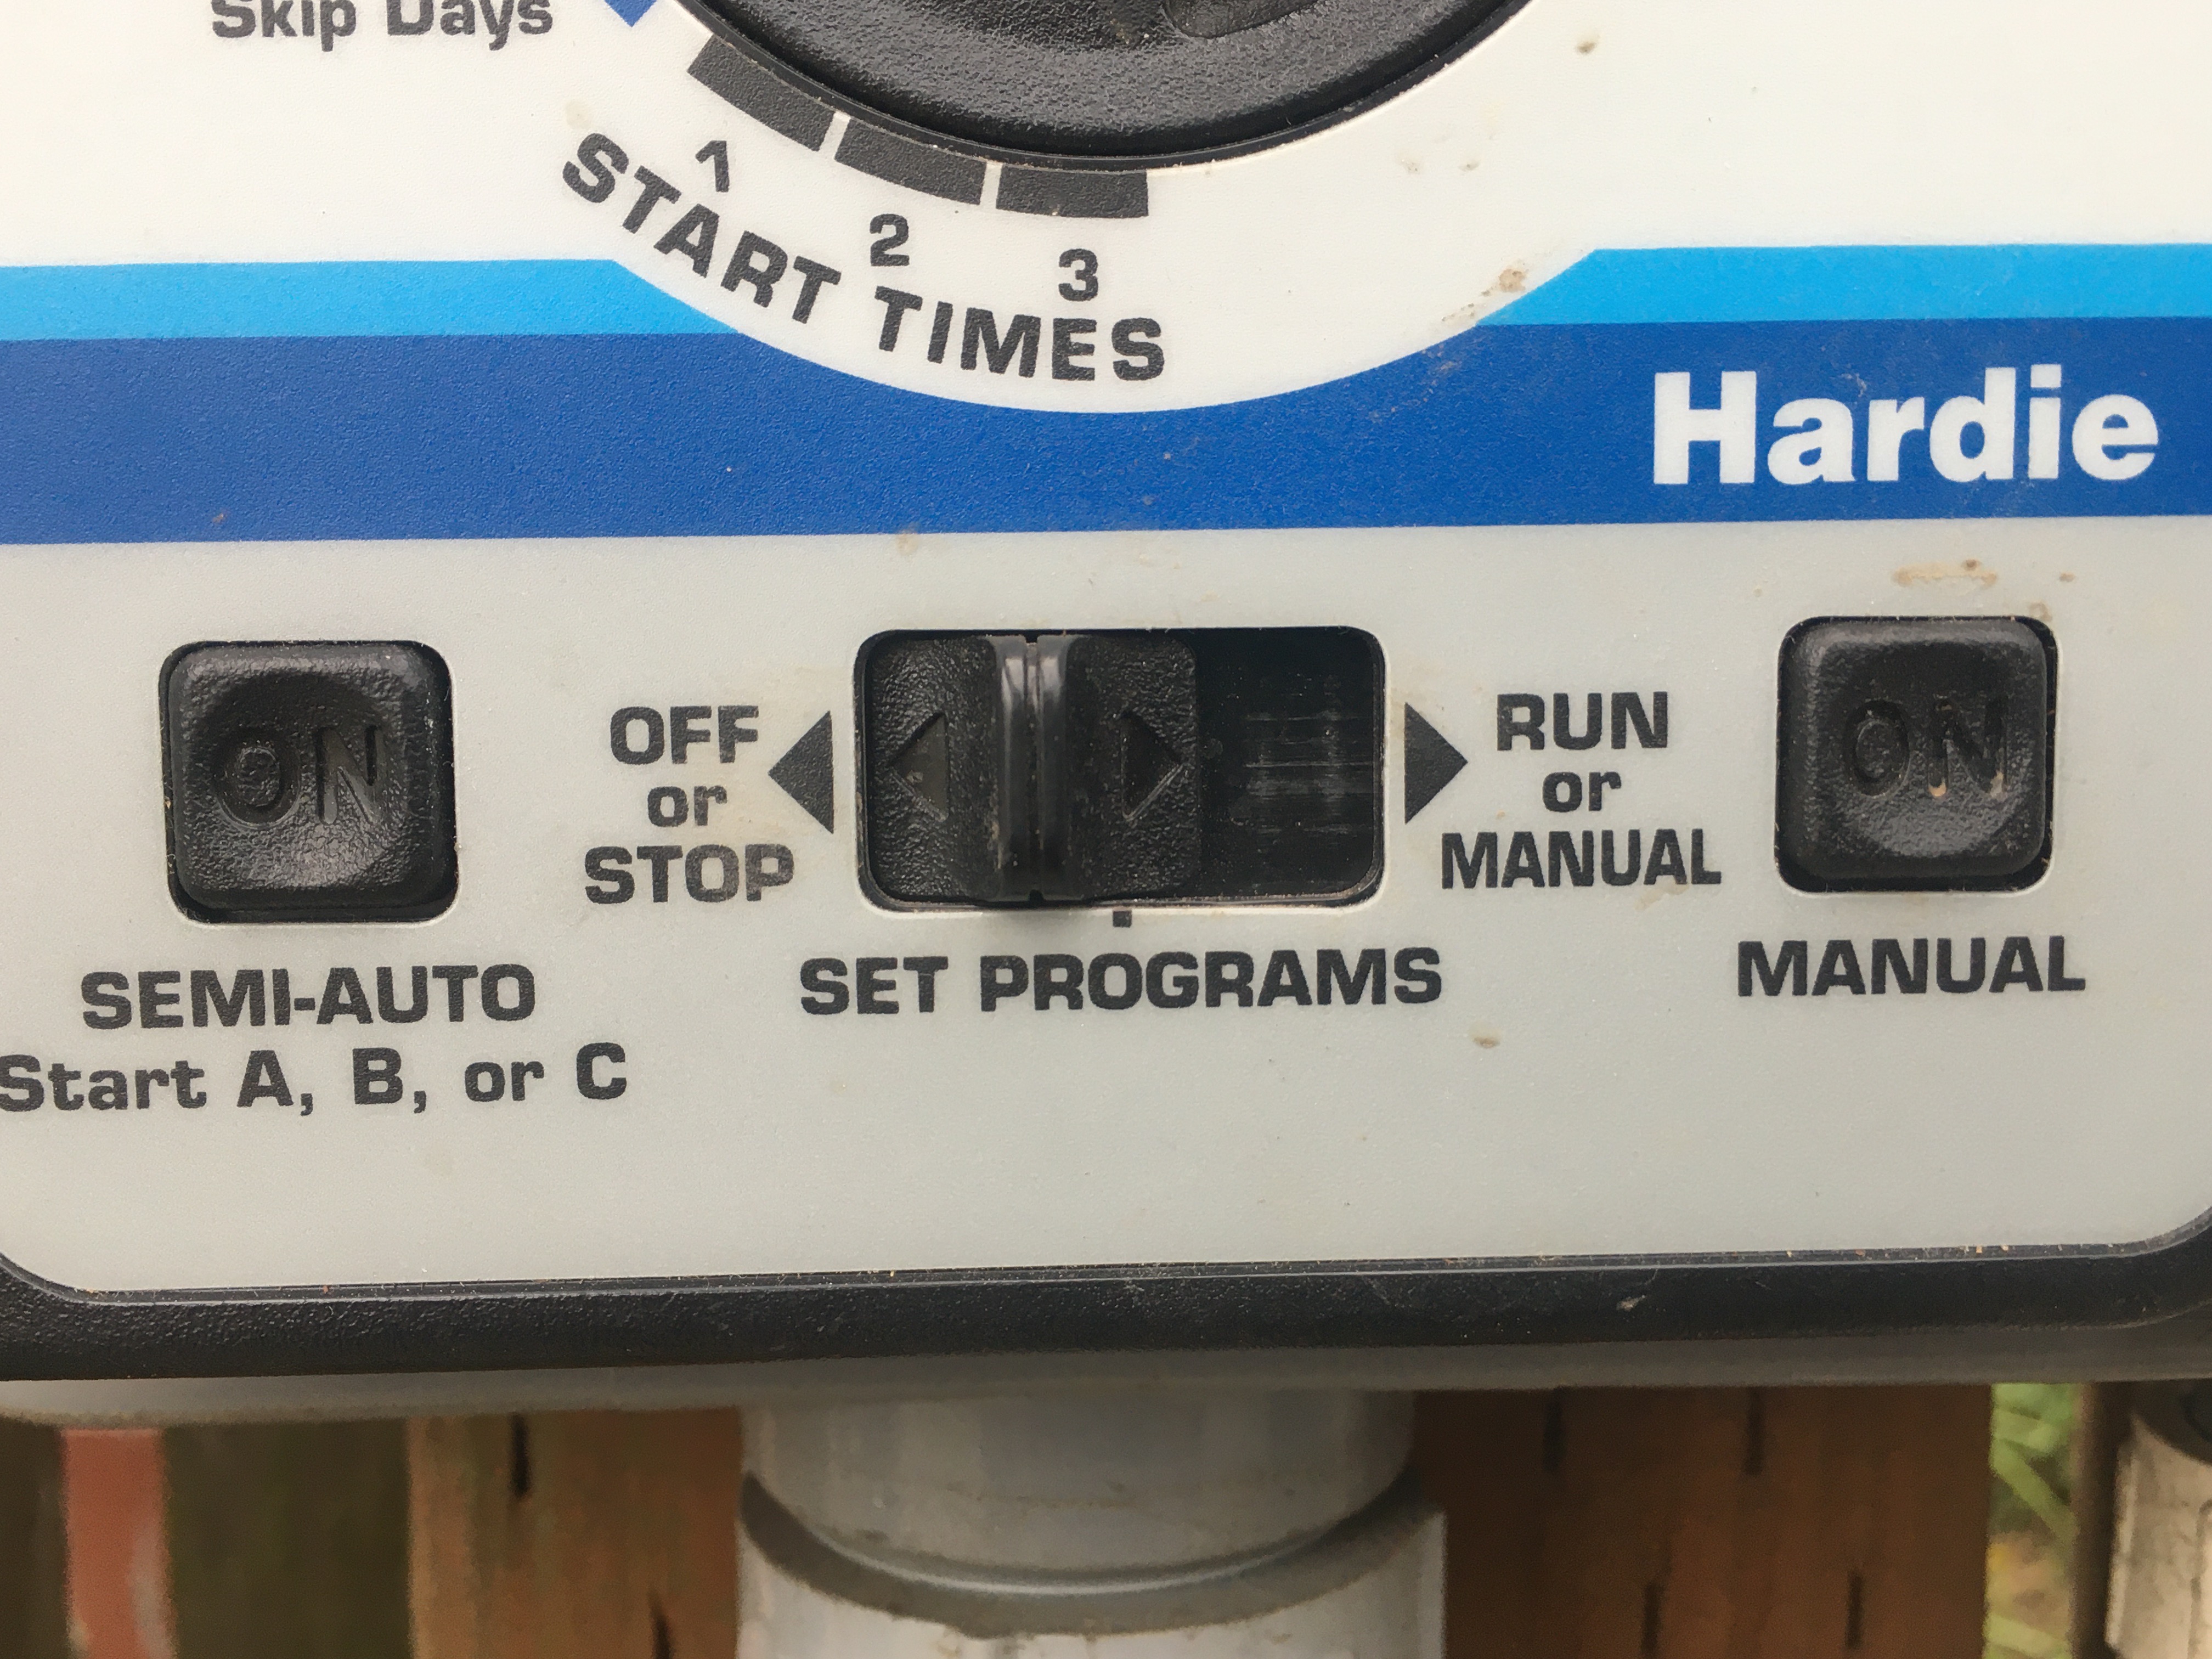 Skip Days
1
2
3
START TIMES
Hardie
ON
OFF
or
STOP
RUN
or
MANUAL
ON
SEMI-AUTO
Start A, B, or C
SET PROGRAMS
MANUAL